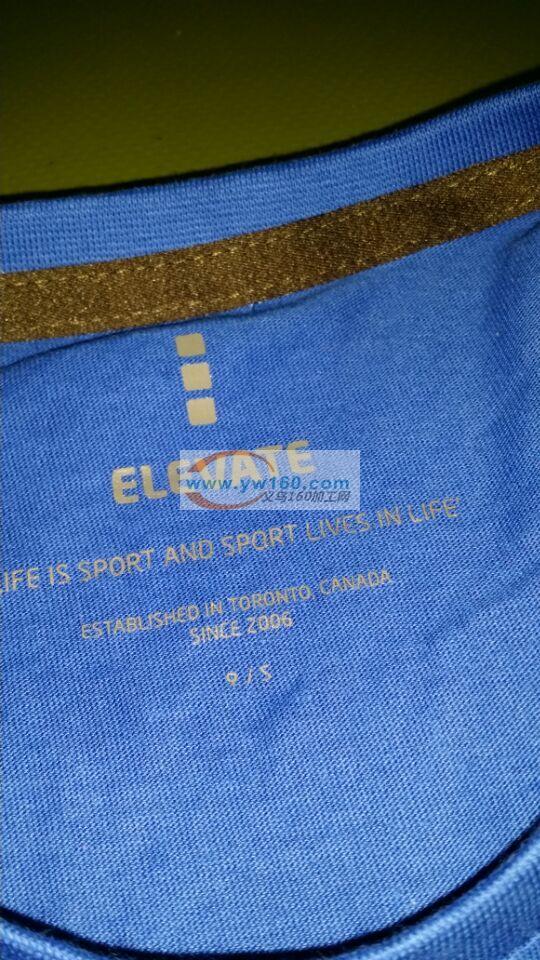 ELEVATE
www.yw160.com
义乌160加工网
LIFE IS SPORT AND SPORT LIVES IN LIFE'
ESTABLISHED IN TORONTO, CANADA
SINCE 2006
♀ / S